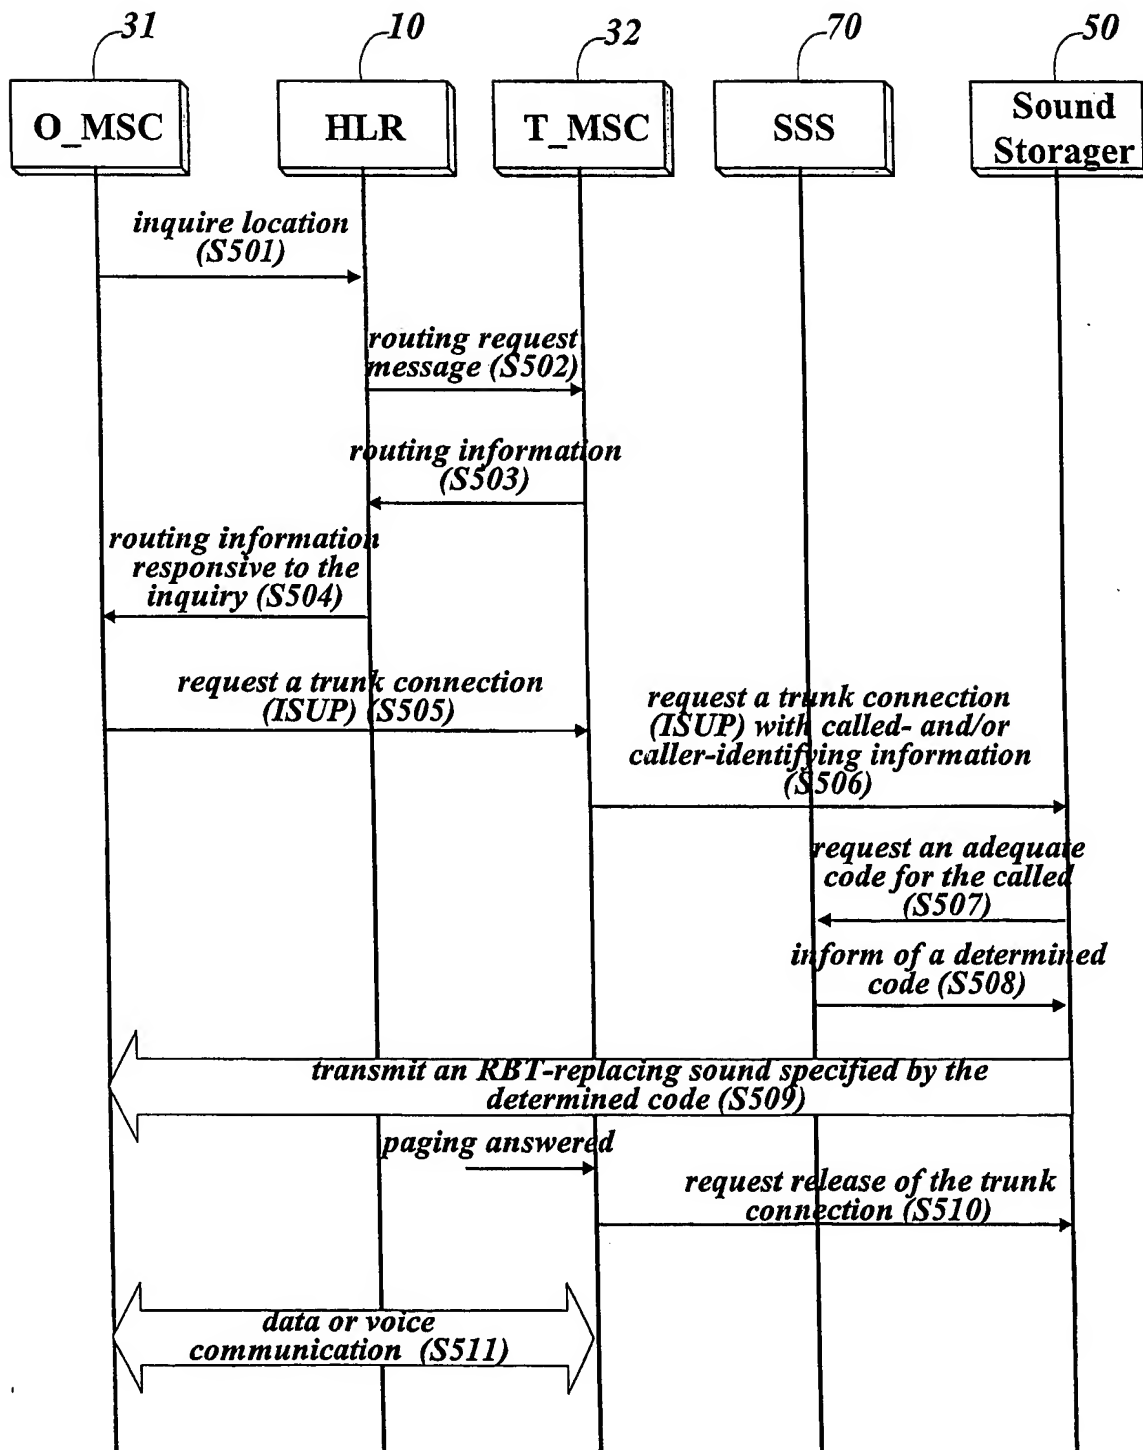 31
10
32
70
50
O_MSC
HLR
T_MSC
SSS
Sound
Storager
inquire location
(S501)
routing request
message (S502)
routing information
(S503)
routing information
responsive to the
inquiry (S504)
request a trunk connection
(ISUP) (S505)
request a trunk connection
(ISUP) with called- and/or
caller-identifying information
(S506)
request an adequate
code for the called
(S507)
inform of a determined
code (S508)
transmit an RBT-replacing sound specified by the
determined code (S509)
paging answered
request release of the trunk
connection (S510)
data or voice
communication (S511)